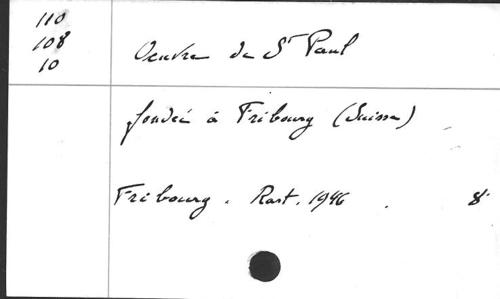 110
108
10
Oeuvre de St Paul
fondée à Fribourg (Suisse)
Fribourg. Rast. 1946. 8°